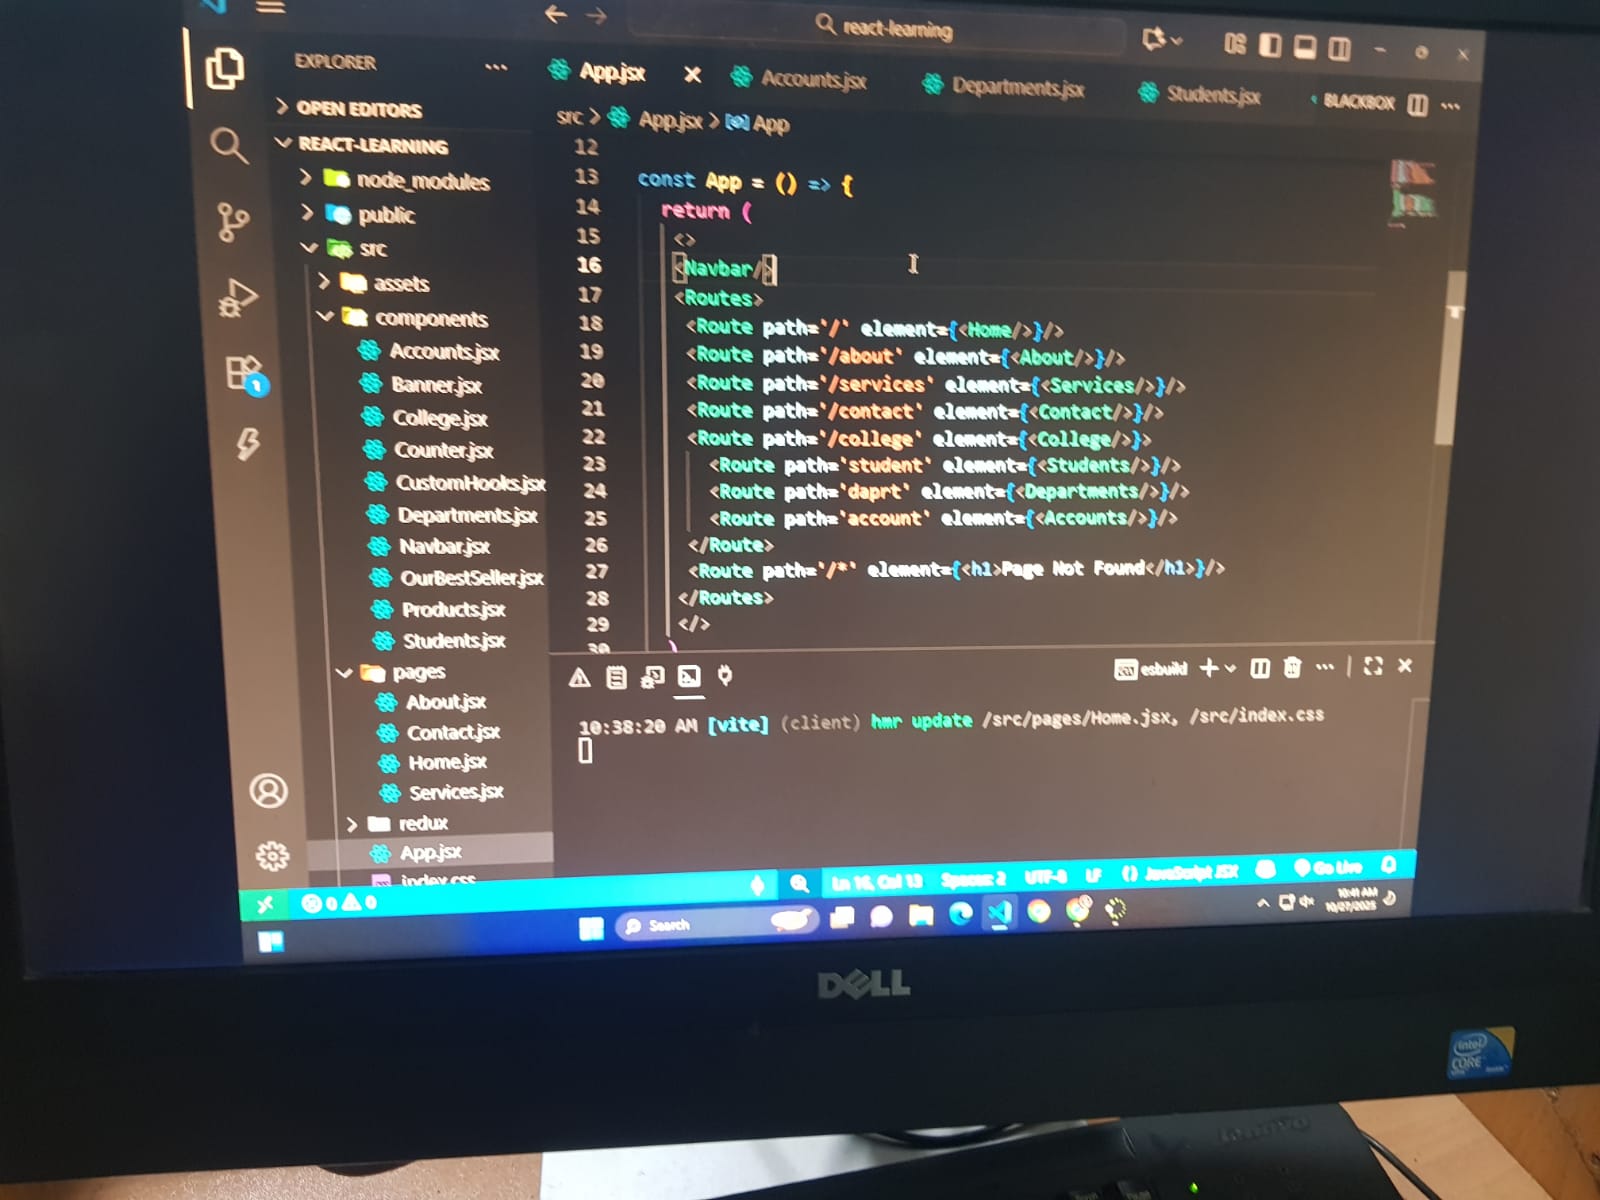 react-learning
EXPLORER
App.jsx
Accounts.jsx
Departments.jsx
Students.jsx
BLACKBOX
OPEN EDITORS
src > App.jsx > App
REACT-LEARNING
node_modules
public
src
assets
components
Accounts.jsx
Banner.jsx
College.jsx
Counter.jsx
CustomHooks.jsx
Departments.jsx
Navbar.jsx
OurBestSeller.jsx
Products.jsx
Students.jsx
pages
About.jsx
Contact.jsx
Home.jsx
Services.jsx
redux
App.jsx
index.css
12
13 const App = () => {
14 return (
15 <>
16 <Navbar/>
17 <Routes>
18 <Route path='/' element={<Home/>}/>
19 <Route path='/about' element={<About/>}/>
20 <Route path='/services' element={<Services/>}/>
21 <Route path='/contact' element={<Contact/>}/>
22 <Route path='/college' element={<College/>}>
23 <Route path='student' element={<Students/>}/>
24 <Route path='daprt' element={<Departments/>}/>
25 <Route path='account' element={<Accounts/>}/>
26 </Route>
27 <Route path='/*' element={<h1>Page Not Found</h1>}/>
28 </Routes>
29 </>
30 )
esbuild
10:38:20 AM [vite] (client) hmr update /src/pages/Home.jsx, /src/index.css
0 0
Ln 16, Col 13 Spaces: 2 UTF-8 LF {} JavaScript JSX Go Live
Search
10:41 AM
10/27/2025
DELL
intel
CORE
lenovo